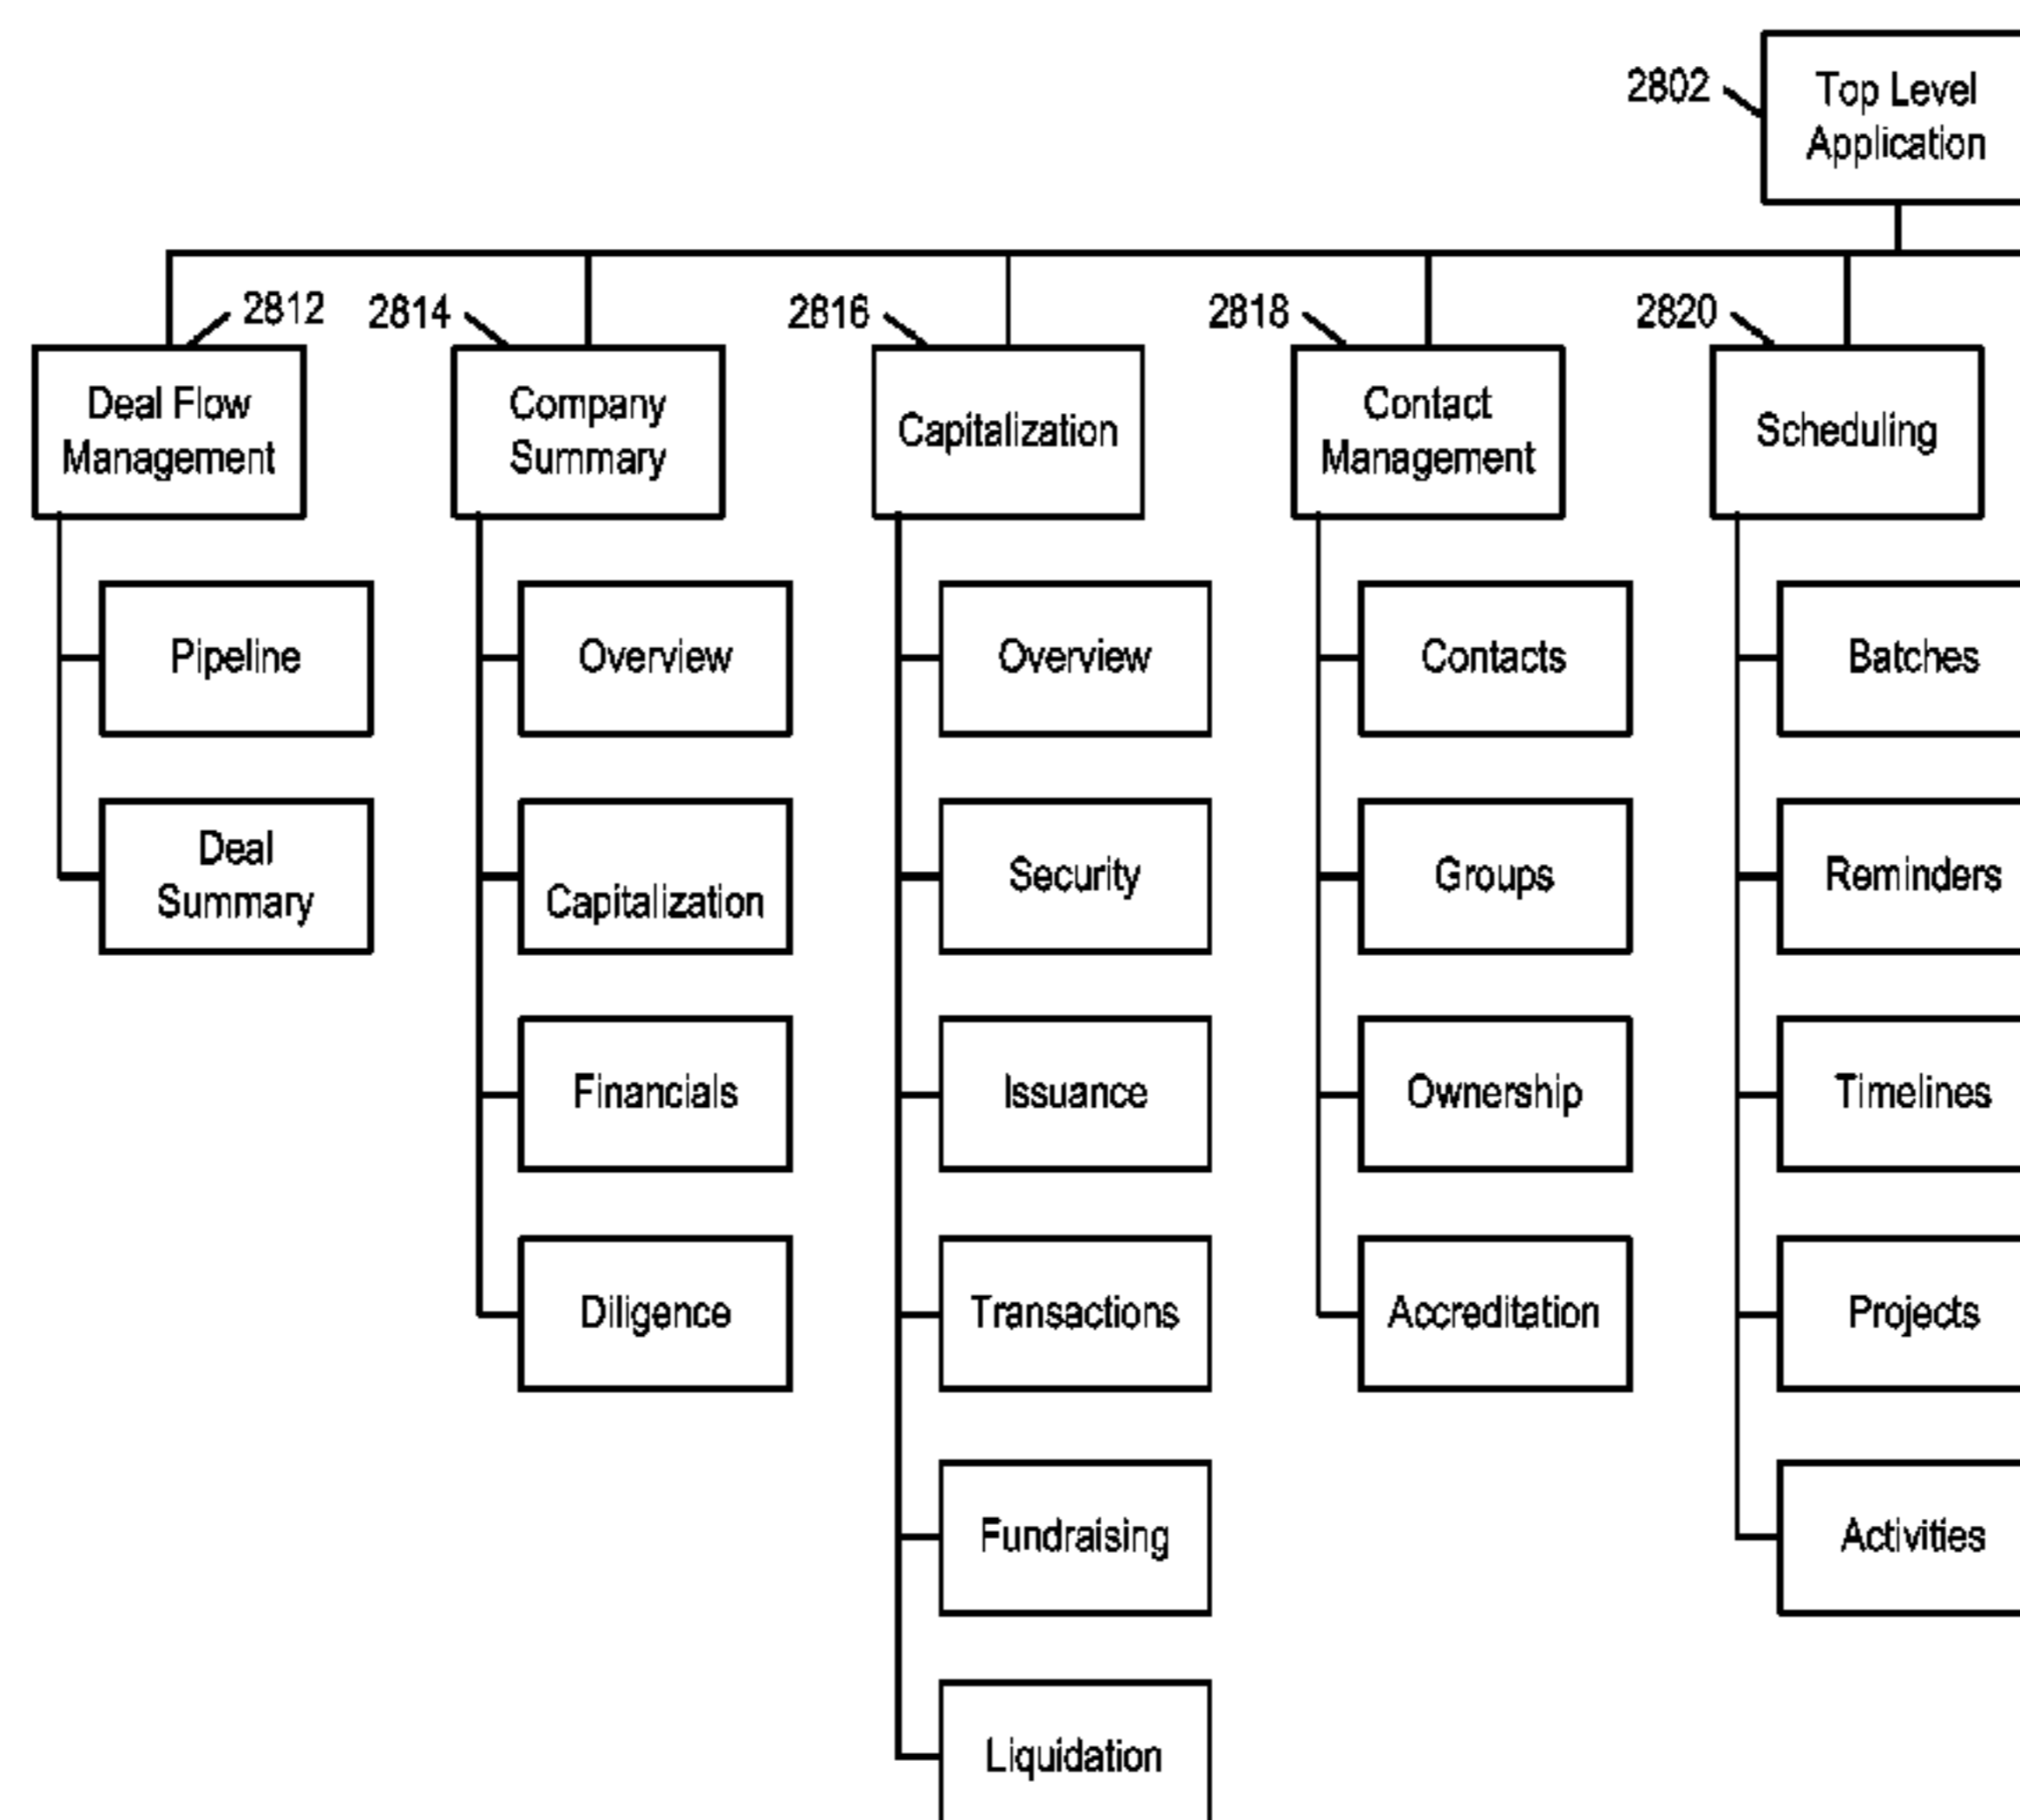 2802
Top Level
Application
2812
2814
2816
2818
2820
Deal Flow
Management
Company
Summary
Capitalization
Contact
Management
Scheduling
Pipeline
Overview
Overview
Contacts
Batches
Deal
Summary
Capitalization
Security
Groups
Reminders
Financials
Issuance
Ownership
Timelines
Diligence
Transactions
Accreditation
Projects
Fundraising
Activities
Liquidation